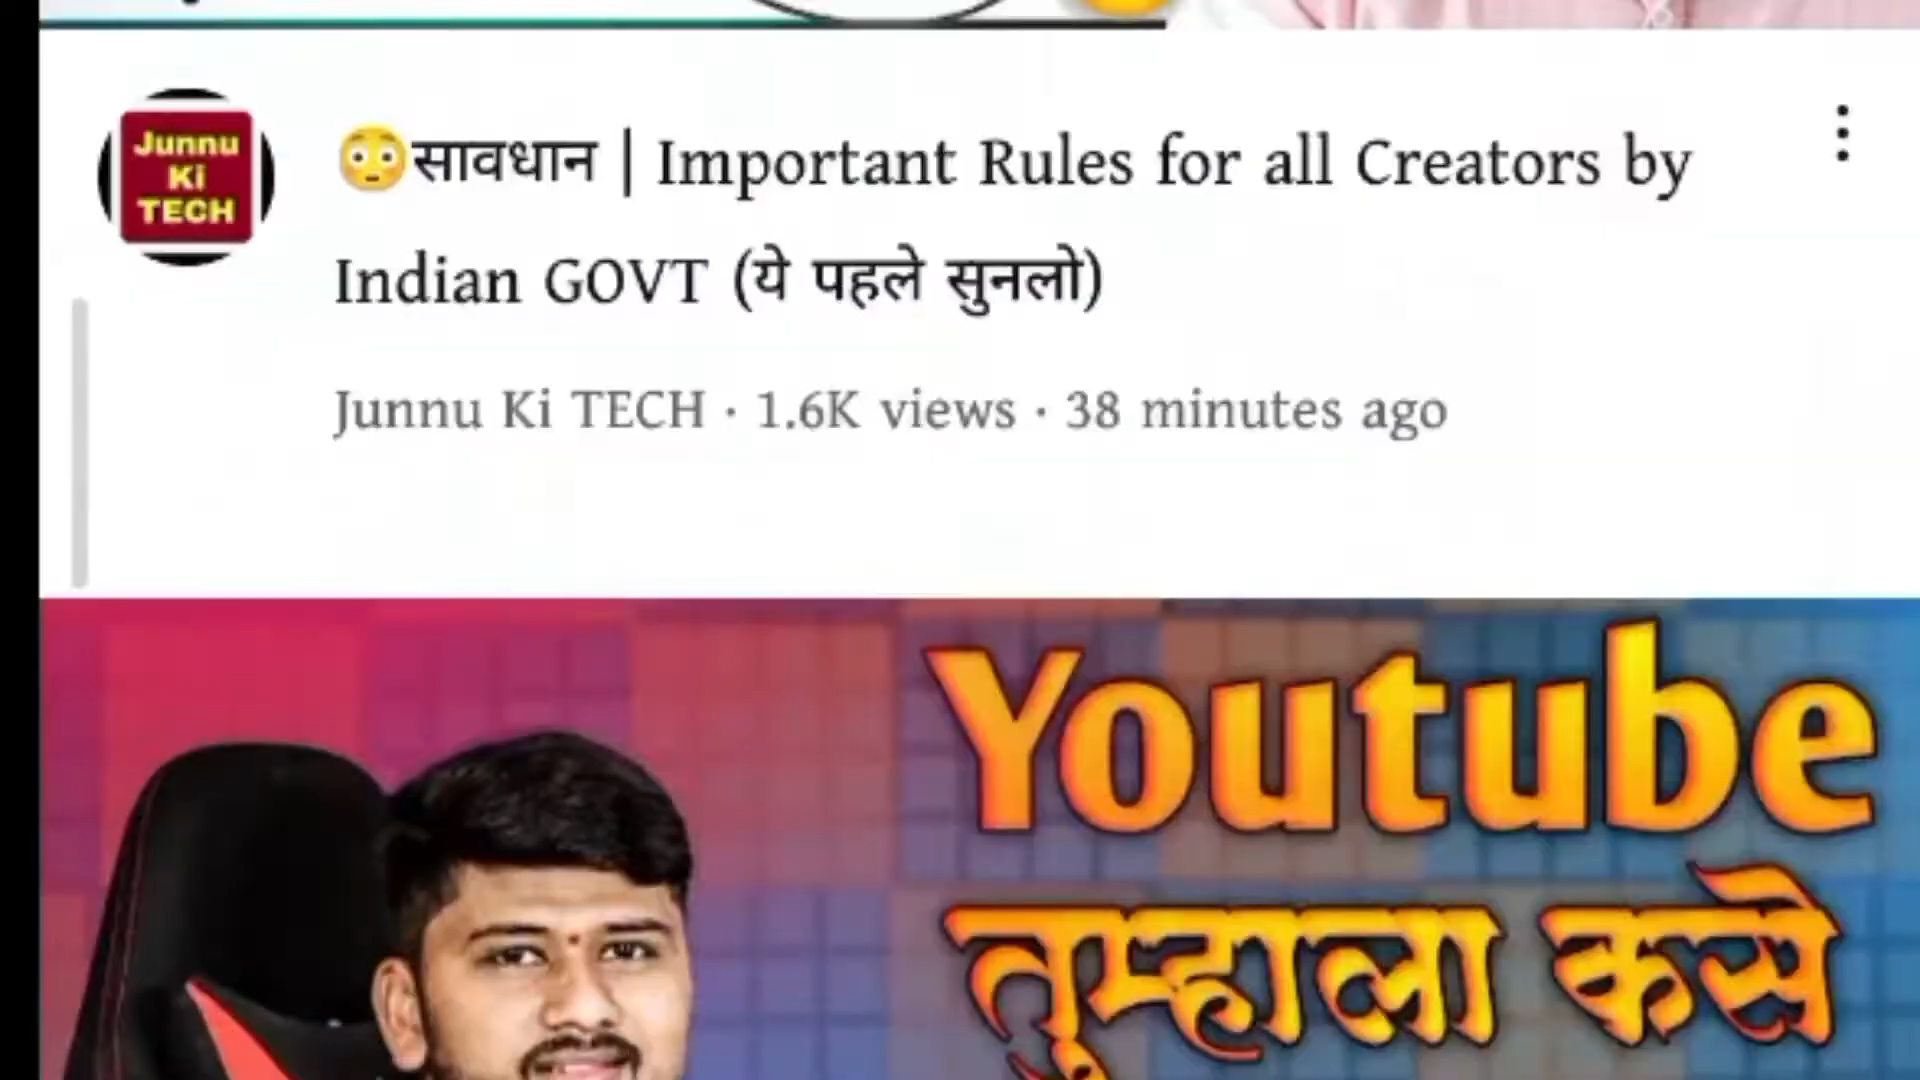 Junnu
Ki
TECH
😳सावधान | Important Rules for all Creators by
Indian GOVT (ये पहले सुनलो)
Junnu Ki TECH · 1.6K views · 38 minutes ago
Youtube
तुम्हाला कसे